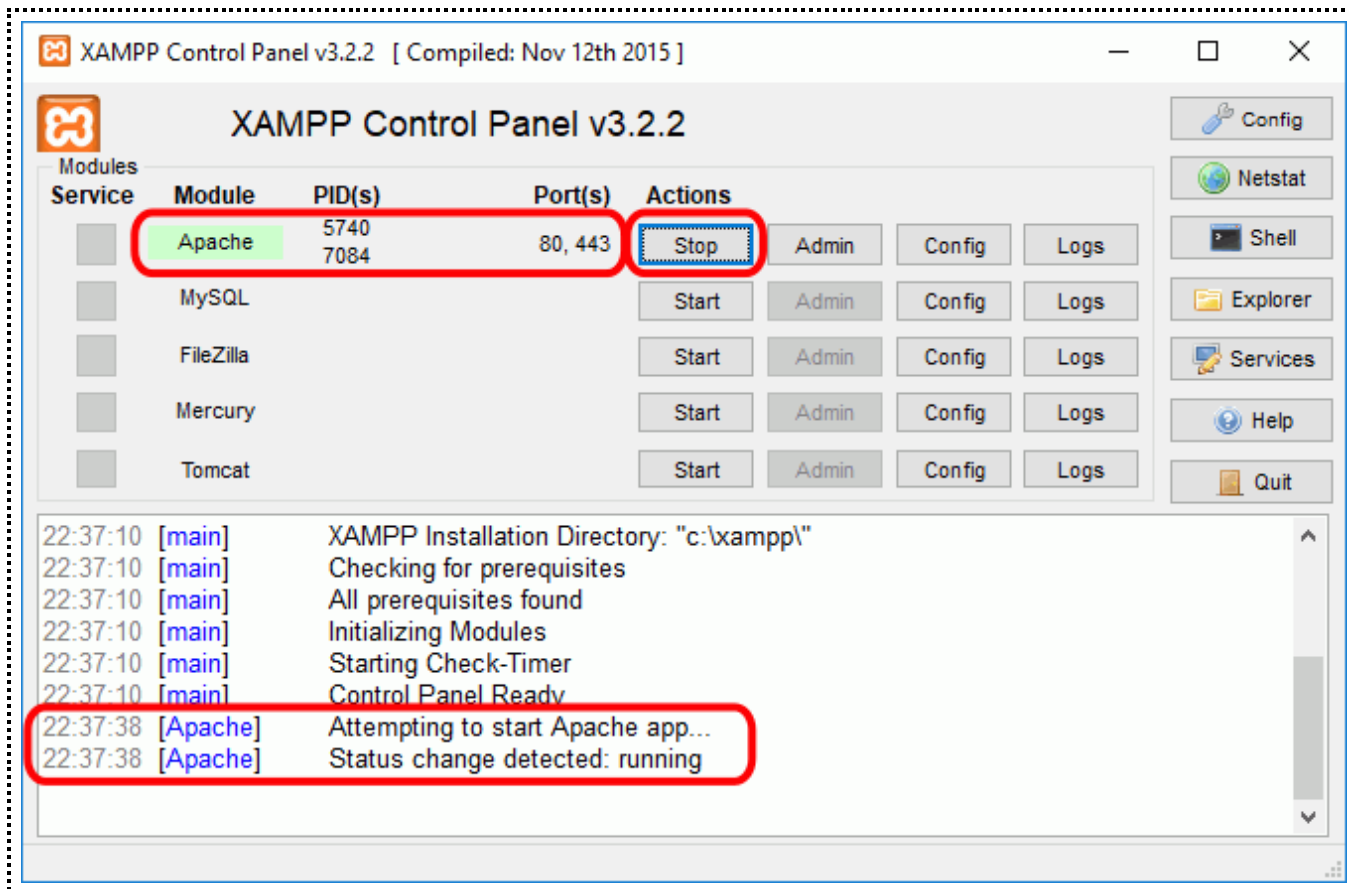 XAMPP Control Panel v3.2.2 [ Compiled: Nov 12th 2015 ]
XAMPP Control Panel v3.2.2
Config
Modules
Netstat
Service Module PID(s) Port(s) Actions
Apache 5740 7084 80, 443 Stop Admin Config Logs
Shell
MySQL Start Admin Config Logs
Explorer
FileZilla Start Admin Config Logs
Services
Mercury Start Admin Config Logs
Help
Tomcat Start Admin Config Logs
Quit
22:37:10 [main] XAMPP Installation Directory: "c:\xampp\"
22:37:10 [main] Checking for prerequisites
22:37:10 [main] All prerequisites found
22:37:10 [main] Initializing Modules
22:37:10 [main] Starting Check-Timer
22:37:10 [main] Control Panel Ready
22:37:38 [Apache] Attempting to start Apache app...
22:37:38 [Apache] Status change detected: running